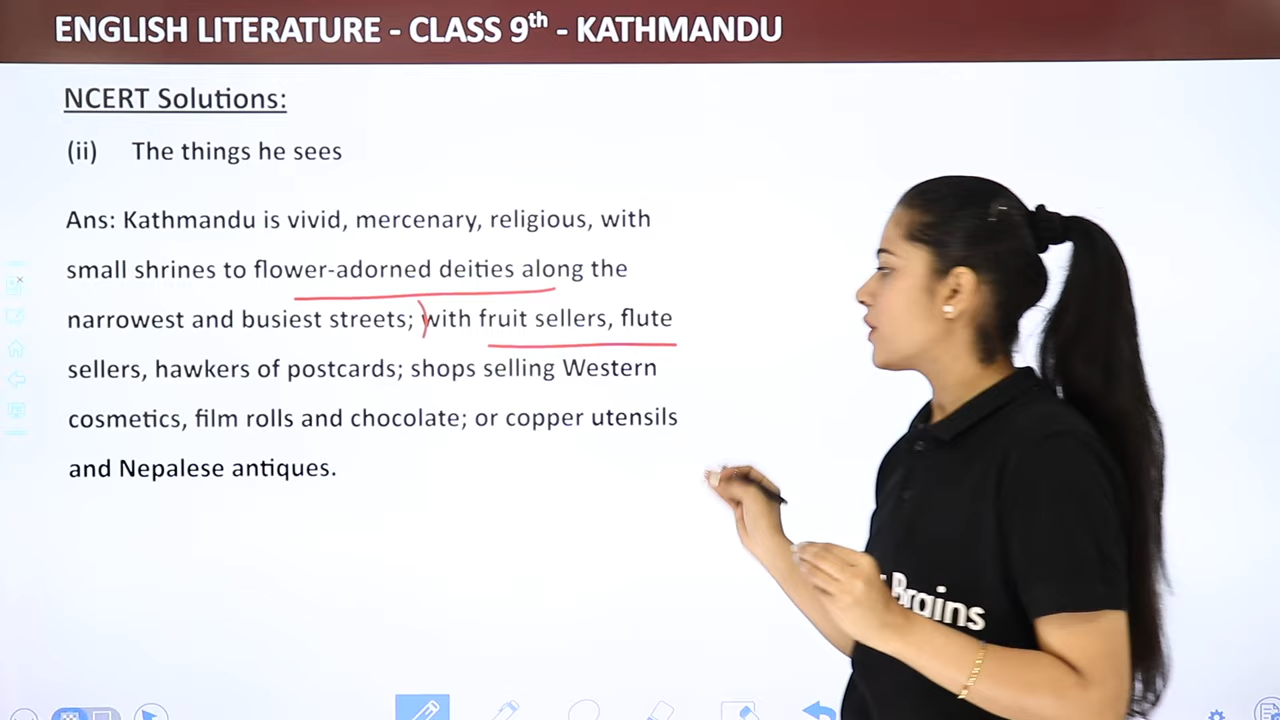 ENGLISH LITERATURE - CLASS 9th - KATHMANDU
NCERT Solutions:
(ii) The things he sees
Ans: Kathmandu is vivid, mercenary, religious, with
small shrines to flower-adorned deities along the
narrowest and busiest streets; with fruit sellers, flute
sellers, hawkers of postcards; shops selling Western
cosmetics, film rolls and chocolate; or copper utensils
and Nepalese antiques.
Brains